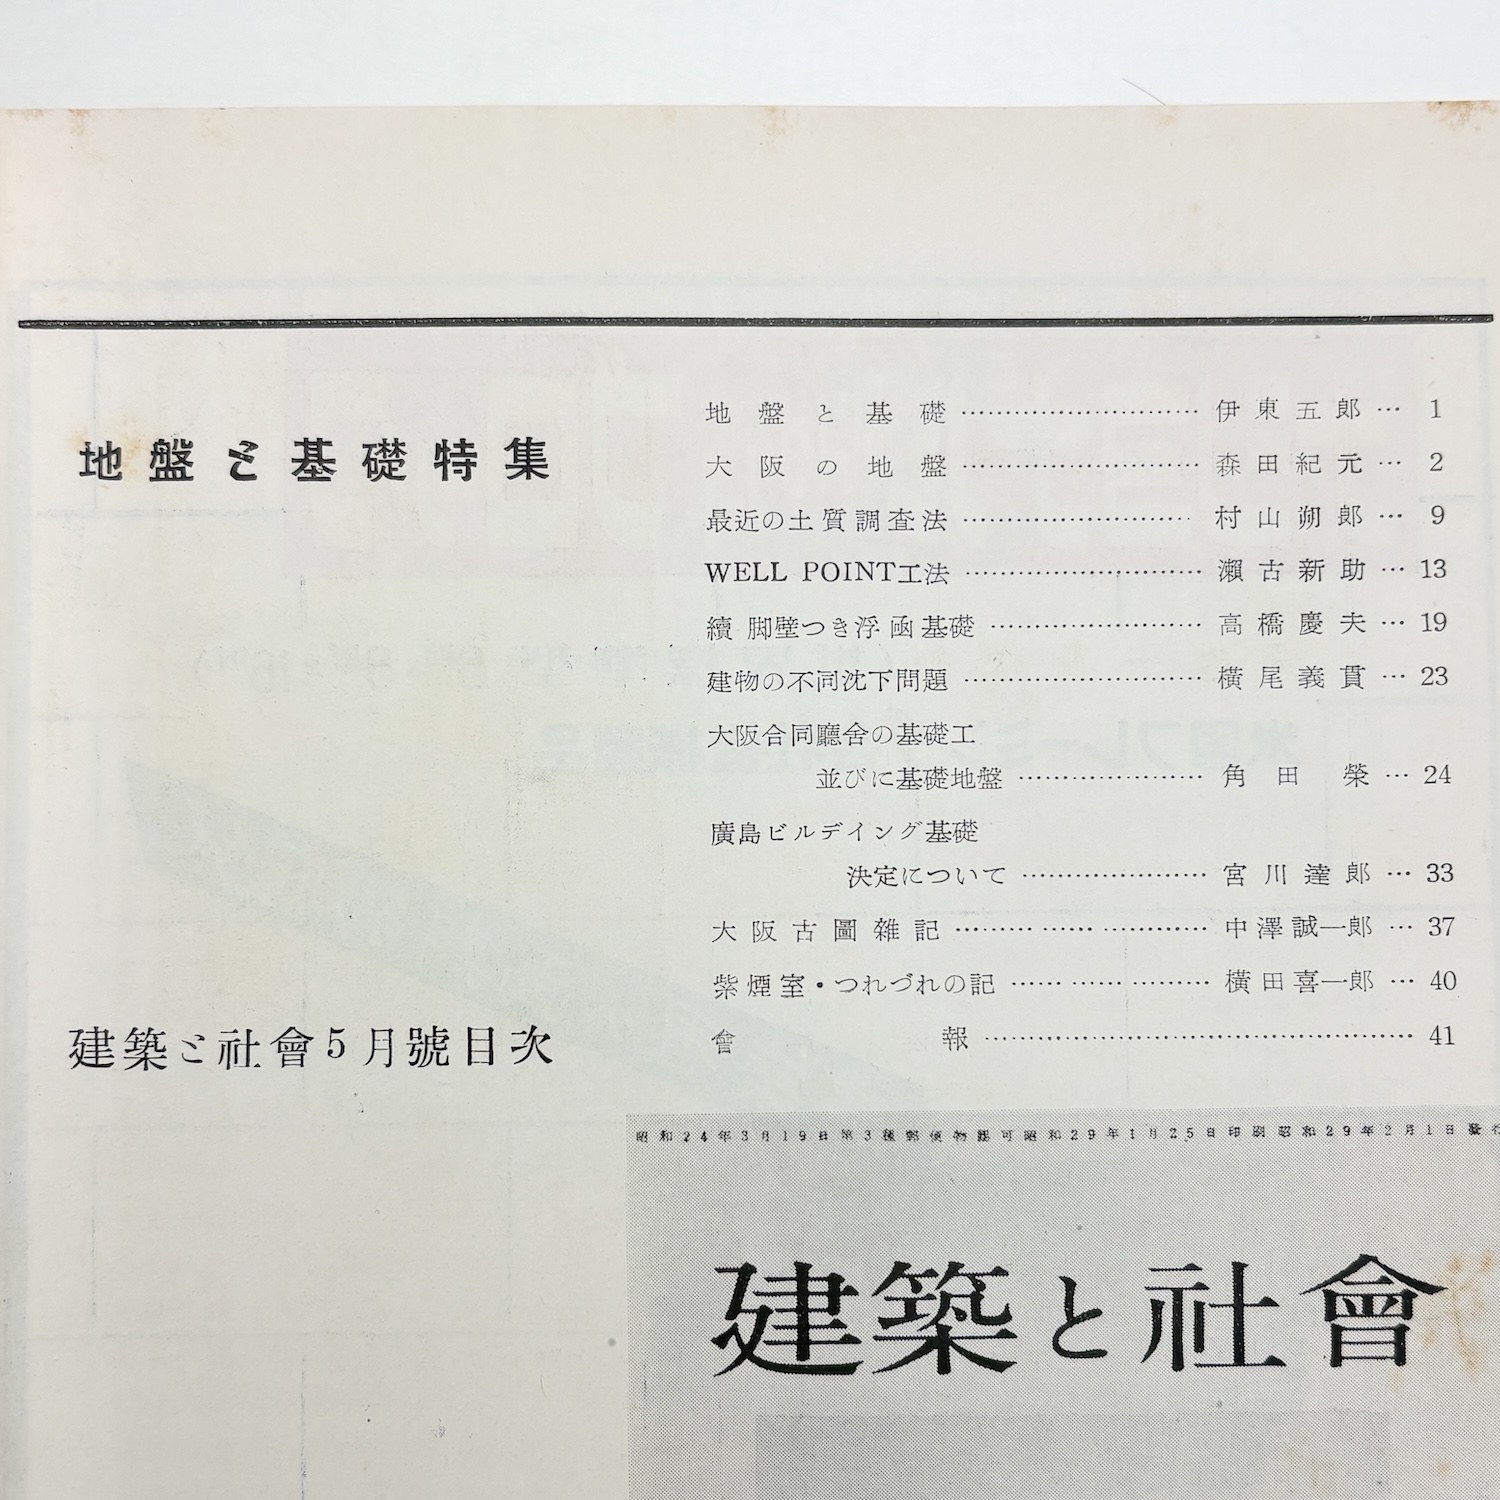 地盤と基礎特集
地盤と基礎 ……………………… 伊東五郎 … 1
大阪の地盤 ……………………… 森田紀元 … 2
最近の土質調査法 ……………………… 村山朔郎 … 9
WELL POINT工法 ……………………… 瀬古新助 … 13
續 脚壁つき浮函基礎 ……………………… 高橋慶夫 … 19
建物の不同沈下問題 ……………………… 横尾義貫 … 23
大阪合同廳舍の基礎工
並びに基礎地盤 ………………… 角田榮 … 24
廣島ビルデイング基礎
決定について ………………… 宮川達郎 … 33
大阪古圖雜記 ……… …… ………… 中澤誠一郎 … 37
紫煙室・つれづれの記 …… …… ……… 横田喜一郎 … 40
會報 ………………………………………… 41
建築と社會5月號目次
昭和24年3月19日第3種郵便物認可昭和29年1月25日印刷昭和29年2月1日發行
建築と社會